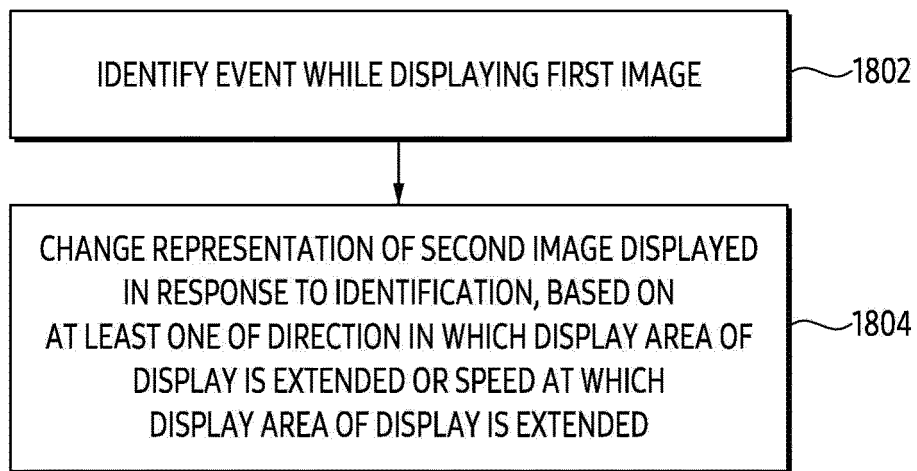 IDENTIFY EVENT WHILE DISPLAYING FIRST IMAGE
1802
CHANGE REPRESENTATION OF SECOND IMAGE DISPLAYED
IN RESPONSE TO IDENTIFICATION, BASED ON
AT LEAST ONE OF DIRECTION IN WHICH DISPLAY AREA OF
DISPLAY IS EXTENDED OR SPEED AT WHICH
DISPLAY AREA OF DISPLAY IS EXTENDED
1804